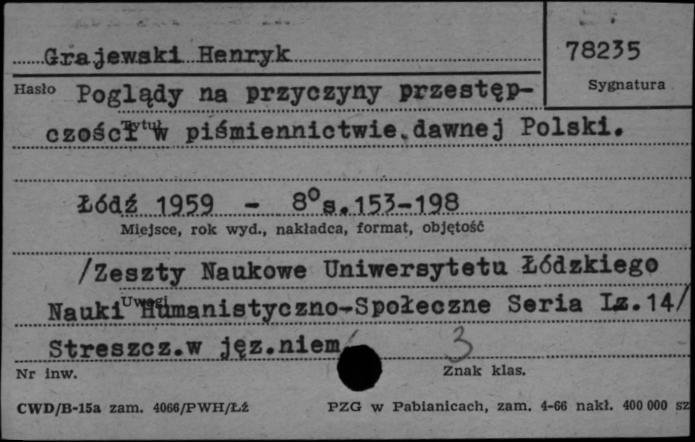 Grajewski Henryk
78235
Hasło
Sygnatura
Poglądy na przyczyny przestęp-
czości w piśmiennictwie dawnej Polski.
Tytuł
Łódź 1959 - 8° s.153-198
Miejsce, rok wyd., nakładca, format, objętość
/Zeszyty Naukowe Uniwersytetu Łódzkiego
Uwagi
Nauki Humanistyczno-Społeczne Seria I z.14/
Streszcz.w jęz.niem
3
Nr inw.
Znak klas.
CWD/B-15a zam. 4066/PWH/Łż
PZG w Pabianicach, zam. 4-66 nakł. 400 000 sz